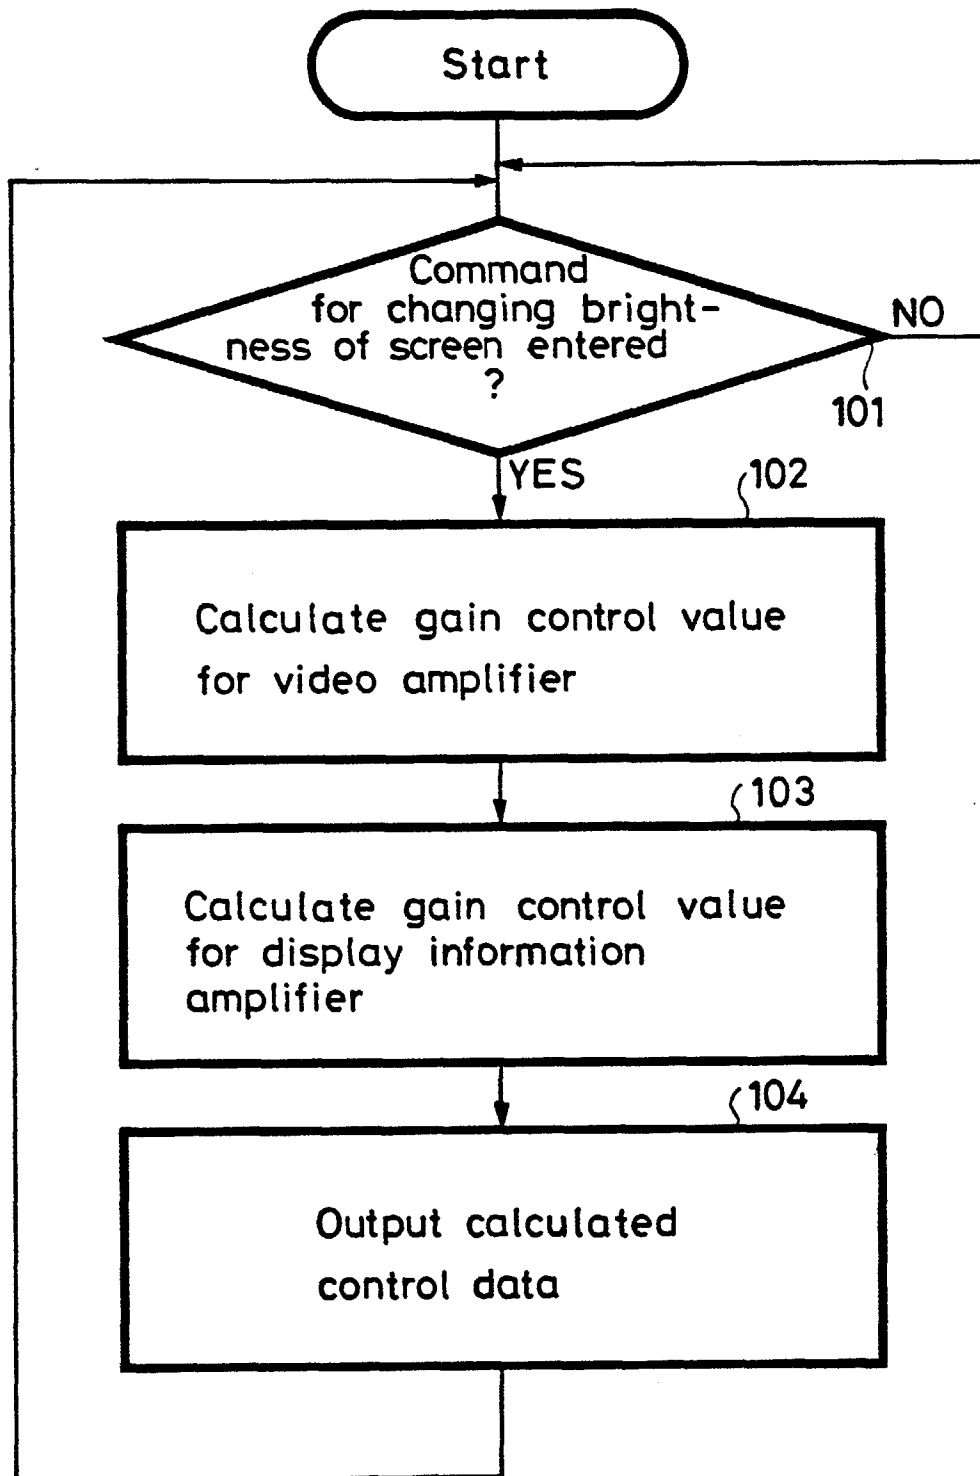 Start
Command
for changing bright-
ness of screen entered
?
NO
101
YES
102
Calculate gain control value
for video amplifier
103
Calculate gain control value
for display information
amplifier
104
Output calculated
control data